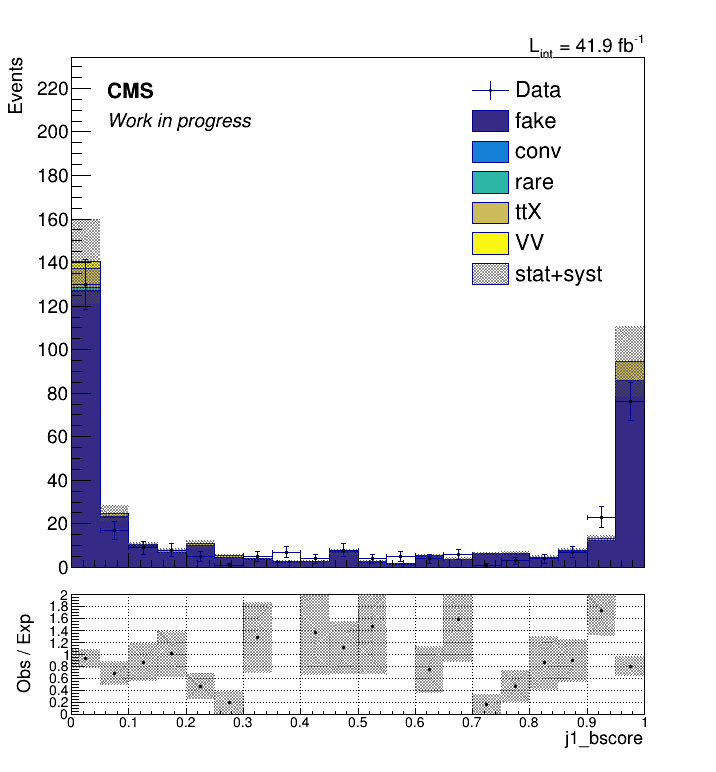 L_int = 41.9 fb^-1
Events
CMS
Work in progress
Data
fake
conv
rare
ttX
VV
stat+syst
220
200
180
160
140
120
100
80
60
40
20
0
Obs / Exp
2
1.8
1.6
1.4
1.2
1
0.8
0.6
0.4
0.2
0
0 0.1 0.2 0.3 0.4 0.5 0.6 0.7 0.8 0.9 1
j1_bscore